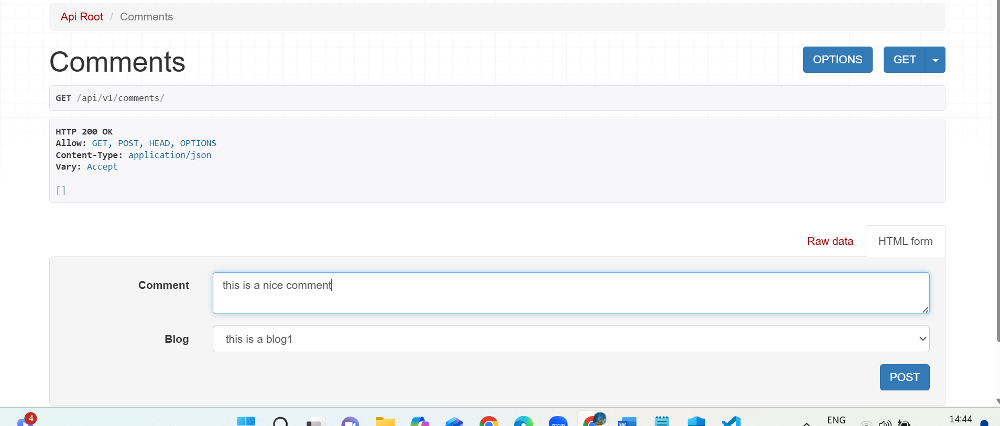 Api Root / Comments
Comments
OPTIONS
GET
GET /api/v1/comments/
HTTP 200 OK
Allow: GET, POST, HEAD, OPTIONS
Content-Type: application/json
Vary: Accept
[]
Raw data
HTML form
Comment
this is a nice comment
Blog
this is a blog1
POST
4
zoom
W
ENG
14:44